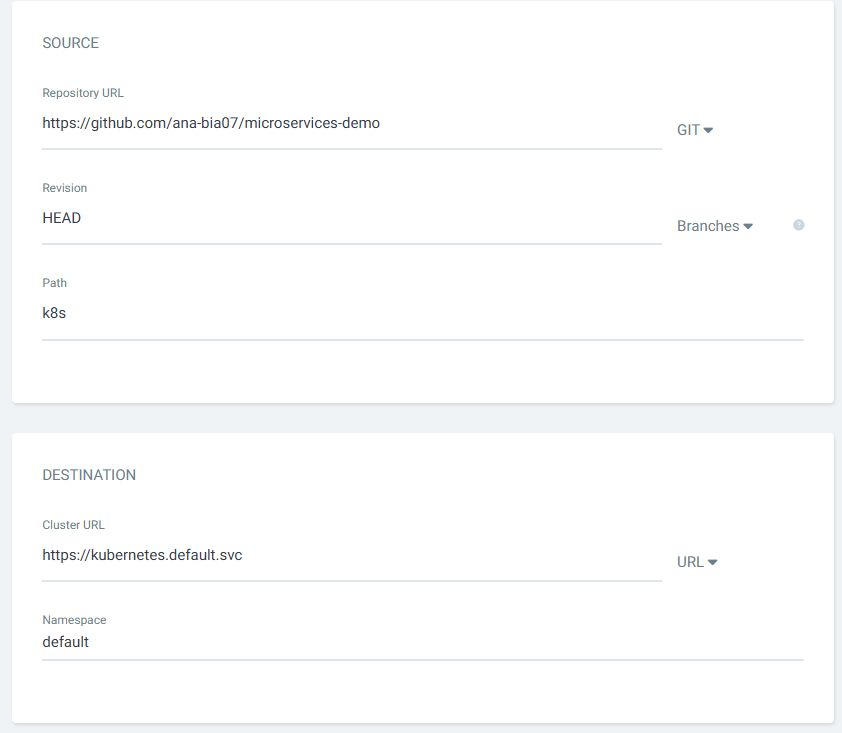 SOURCE
Repository URL
https://github.com/ana-bia07/microservices-demo
GIT
Revision
HEAD
Branches
?
Path
k8s
DESTINATION
Cluster URL
https://kubernetes.default.svc
URL
Namespace
default